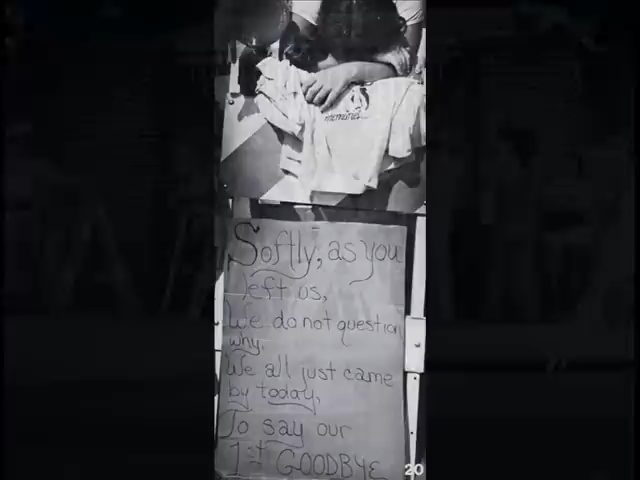 Softly, as you
left us,
We do not question
why.
We all just came
by today,
To say our
1st GOODBYE
20